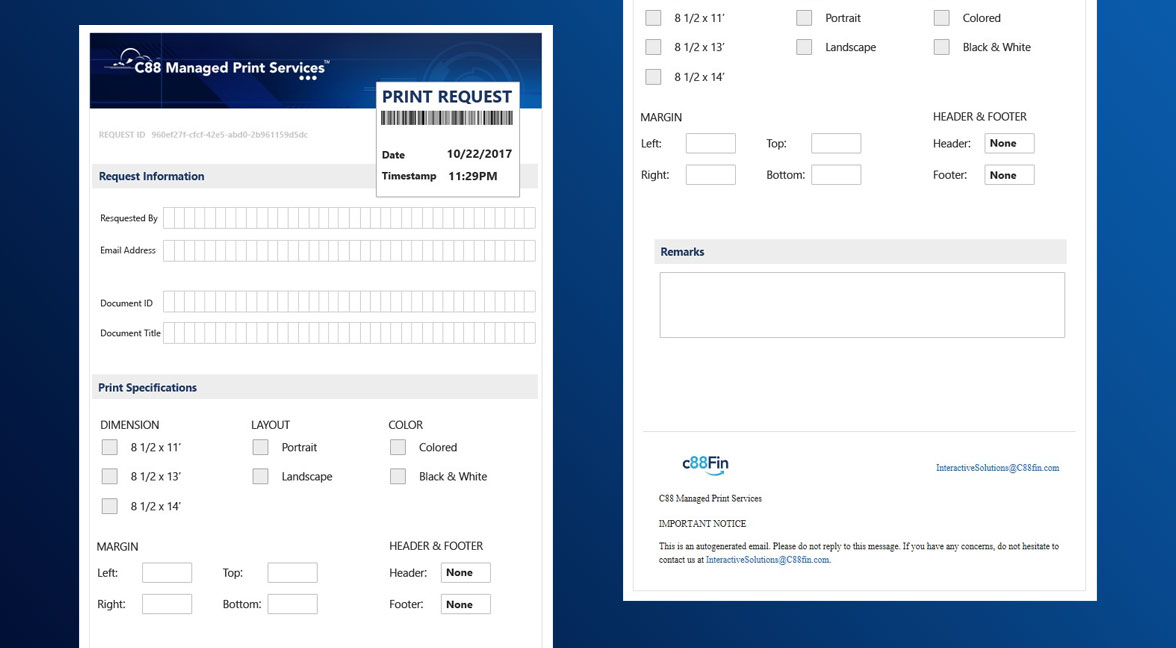 C88 Managed Print Services™
PRINT REQUEST
REQUEST ID 960ef27f-cfcf-42e5-abd0-2b961159d5dc
Date 10/22/2017
Timestamp 11:29PM
Request Information
Resquested By
Email Address
Document ID
Document Title
Print Specifications
DIMENSION LAYOUT COLOR
8 1/2 x 11' Portrait Colored
8 1/2 x 13' Landscape Black & White
8 1/2 x 14'
MARGIN HEADER & FOOTER
Left: Top: Header: None
Right: Bottom: Footer: None
8 1/2 x 11' Portrait Colored
8 1/2 x 13' Landscape Black & White
8 1/2 x 14'
MARGIN HEADER & FOOTER
Left: Top: Header: None
Right: Bottom: Footer: None
Remarks
c88Fin
InteractiveSolutions@C88fin.com
C88 Managed Print Services
IMPORTANT NOTICE
This is an autogenerated email. Please do not reply to this message. If you have any concerns, do not hesitate to
contact us at InteractiveSolutions@C88fin.com.